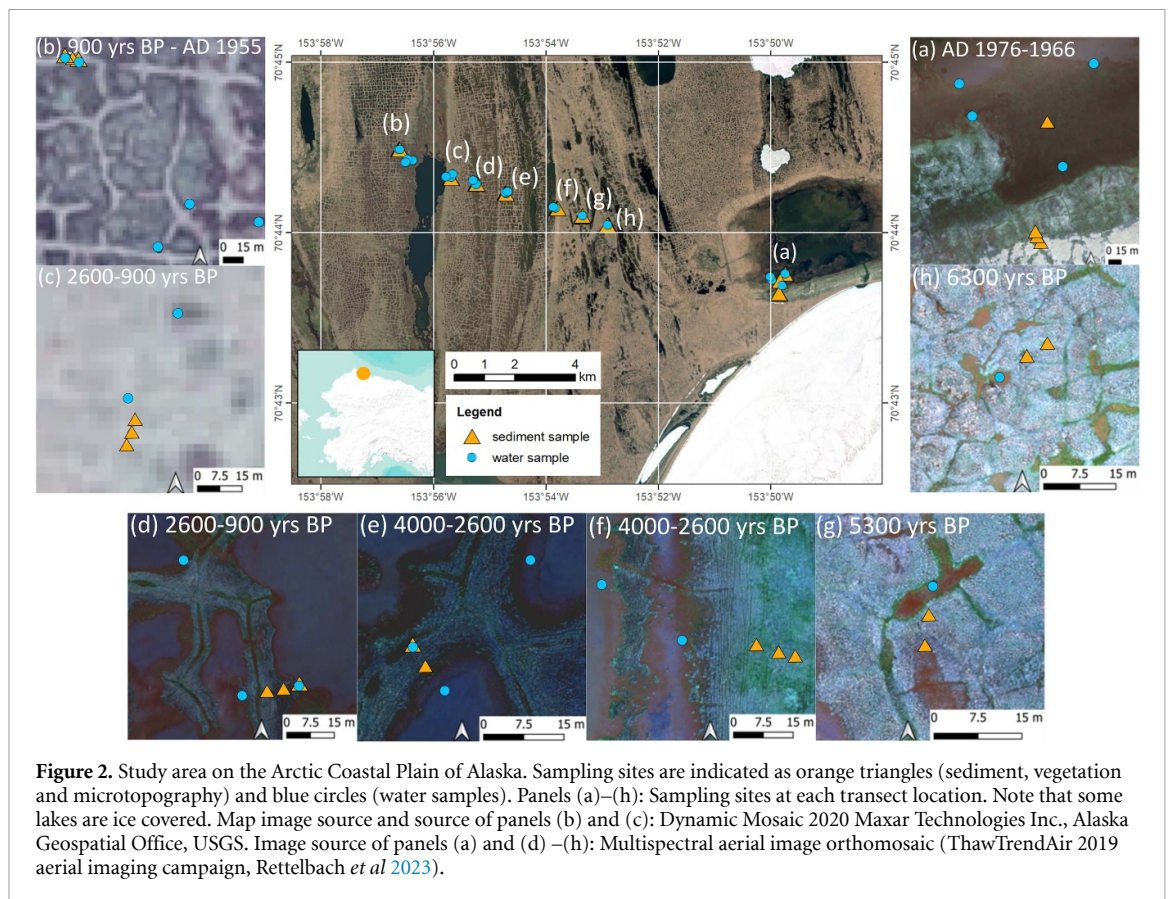 (b) 900 yrs BP - AD 1955
0 15 m
(c) 2600-900 yrs BP
0 7.5 15 m
153°58'W 153°56'W 153°54'W 153°52'W 153°50'W
70°45'N 70°45'N
(b)
(c)
(d)
(e)
(f)
(g)
(h)
70°44'N 70°44'N
(a)
0 1 2 4
km
Legend
sediment sample
water sample
70°43'N 70°43'N
153°58'W 153°56'W 153°54'W 153°52'W 153°50'W
(a) AD 1976-1966
0 15 m
(h) 6300 yrs BP
0 7.5 15 m
(d) 2600-900 yrs BP
0 7.5 15 m
(e) 4000-2600 yrs BP
0 7.5 15 m
(f) 4000-2600 yrs BP
0 7.5 15 m
(g) 5300 yrs BP
0 7.5 15 m
Figure 2. Study area on the Arctic Coastal Plain of Alaska. Sampling sites are indicated as orange triangles (sediment, vegetation
and microtopography) and blue circles (water samples). Panels (a)–(h): Sampling sites at each transect location. Note that some
lakes are ice covered. Map image source and source of panels (b) and (c): Dynamic Mosaic 2020 Maxar Technologies Inc., Alaska
Geospatial Office, USGS. Image source of panels (a) and (d) –(h): Multispectral aerial image orthomosaic (ThawTrendAir 2019
aerial imaging campaign, Rettelbach et al 2023).